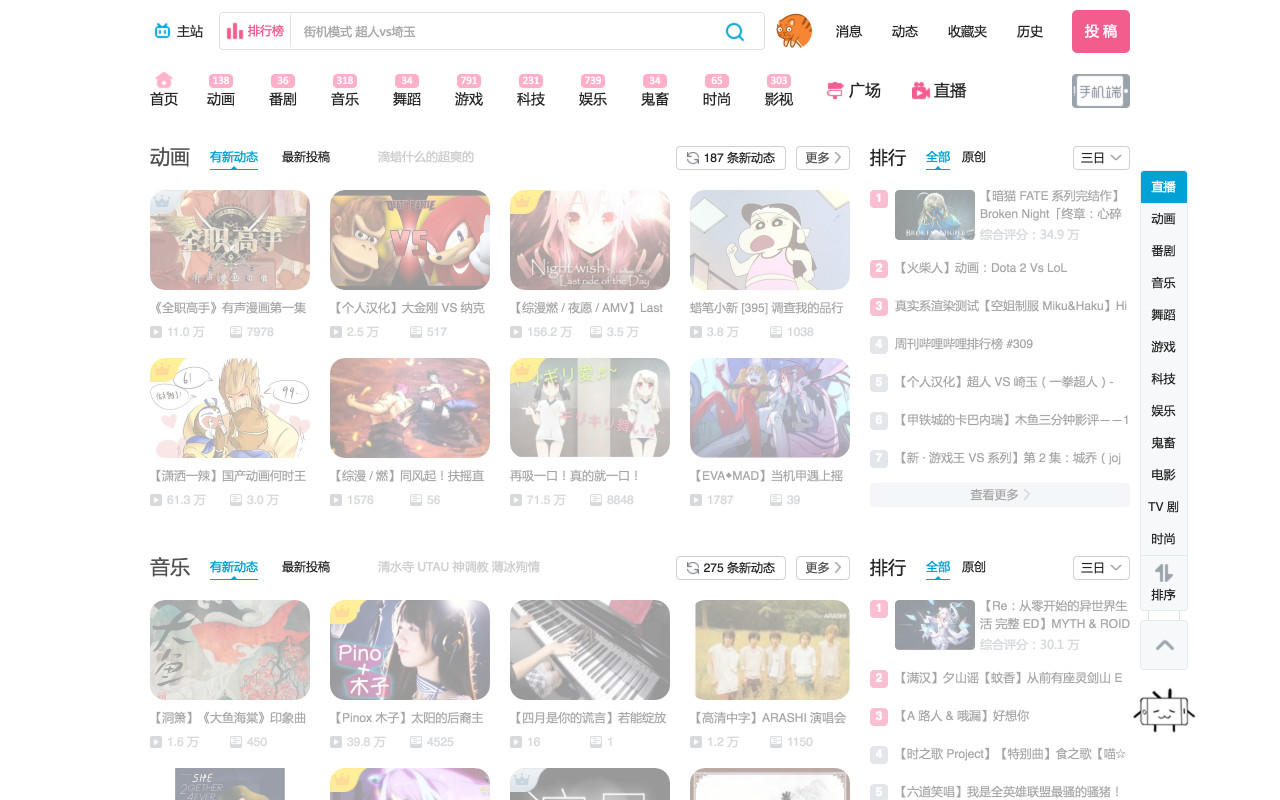 主站
排行榜
街机模式 超人vs埼玉
消息
动态
收藏夹
历史
投稿
138
36
318
34
791
231
739
34
65
303
首页
动画
番剧
音乐
舞蹈
游戏
科技
娱乐
鬼畜
时尚
影视
广场
直播
手机端
动画
有新动态
最新投稿
滴蜡什么的超爽的
187 条新动态
更多
全职高手
VS
Night wish
Last ride of the Day
《全职高手》有声漫画第一集
11.0 万
7978
【个人汉化】大金刚 VS 纳克
2.5 万
517
【综漫燃 / 夜愿 / AMV】Last
156.2 万
3.5 万
蜡笔小新 [395] 调查我的品行
3.8 万
1038
61
99..
【潇洒一辣】国产动画何时王
61.3 万
3.0 万
【综漫 / 燃】同风起！扶摇直
1576
56
再吸一口！真的就一口！
71.5 万
8848
【EVA◆MAD】当机甲遇上摇
1787
39
排行
全部
原创
三日
1
【暗猫 FATE 系列完结作】
Broken Night「终章：心碎
综合评分：34.9 万
2
【火柴人】动画：Dota 2 Vs LoL
3
真实系渲染测试【空姐制服 Miku&Haku】Hi
4
周刊哔哩哔哩排行榜 #309
5
【个人汉化】超人 VS 崎玉（一拳超人）-
6
【甲铁城的卡巴内瑞】木鱼三分钟影评——1
7
【新 · 游戏王 VS 系列】第 2 集：城乔（joj
查看更多
直播
动画
番剧
音乐
舞蹈
游戏
科技
娱乐
鬼畜
电影
TV 剧
时尚
排序
音乐
有新动态
最新投稿
清水寺 UTAU 神调教 薄冰殉情
275 条新动态
更多
大鱼
Pino
+
木子
ARASHI
【洞箫】《大鱼海棠》印象曲
1.6 万
450
【Pinox 木子】太阳的后裔主
39.8 万
4525
【四月是你的谎言】若能绽放
16
1
【高清中字】ARASHI 演唱会
1.2 万
1150
排行
全部
原创
三日
1
【Re：从零开始的异世界生
活 完整 ED】MYTH & ROID
综合评分：30.1 万
2
【满汉】夕山谣【蚊香】从前有座灵剑山 E
3
【A 路人 & 哦漏】好想你
4
【时之歌 Project】【特别曲】食之歌【喵☆
5
【六道笑唱】我是全英雄联盟最骚的骚猪！